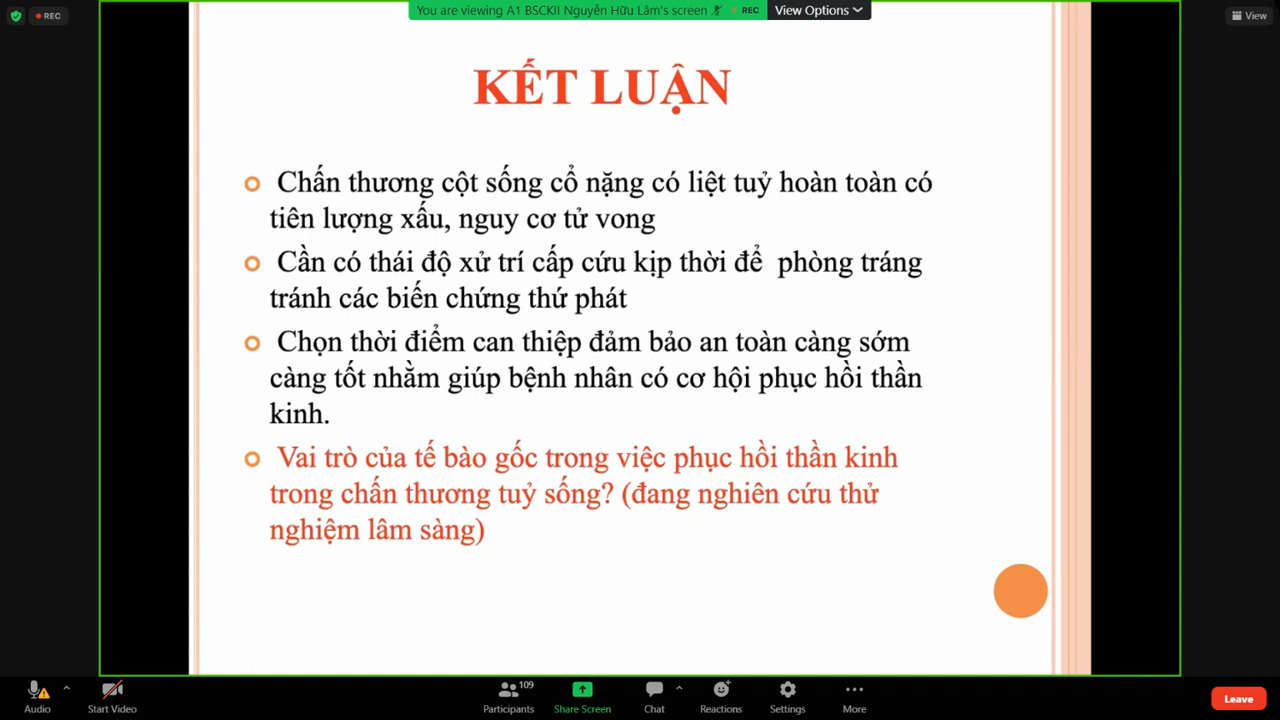 REC
You are viewing A1 BSCKII Nguyễn Hữu Lâm's screen
REC
View Options
View
KẾT LUẬN
Chấn thương cột sống cổ nặng có liệt tuỷ hoàn toàn có
tiên lượng xấu, nguy cơ tử vong
Cần có thái độ xử trí cấp cứu kịp thời để phòng tráng
tránh các biến chứng thứ phát
Chọn thời điểm can thiệp đảm bảo an toàn càng sớm
càng tốt nhằm giúp bệnh nhân có cơ hội phục hồi thần
kinh.
Vai trò của tế bào gốc trong việc phục hồi thần kinh
trong chấn thương tuỷ sống? (đang nghiên cứu thử
nghiệm lâm sàng)
109
Audio
Start Video
Participants
Share Screen
Chat
Reactions
Settings
More
Leave